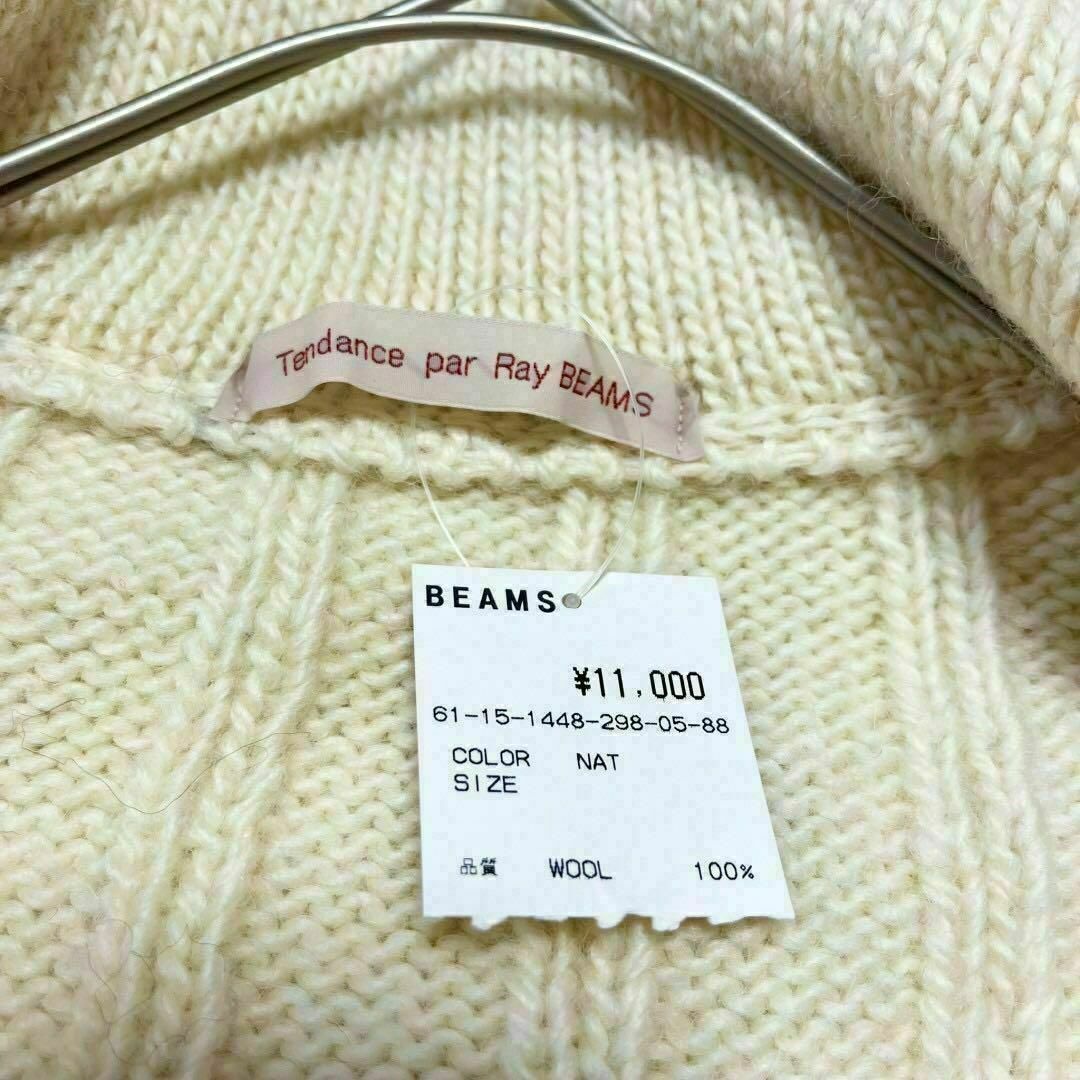 Tendance par Ray BEAMS
BEAMS
¥11,000
61-15-1448-298-05-88
COLOR NAT
SIZE
品質 WOOL 100%